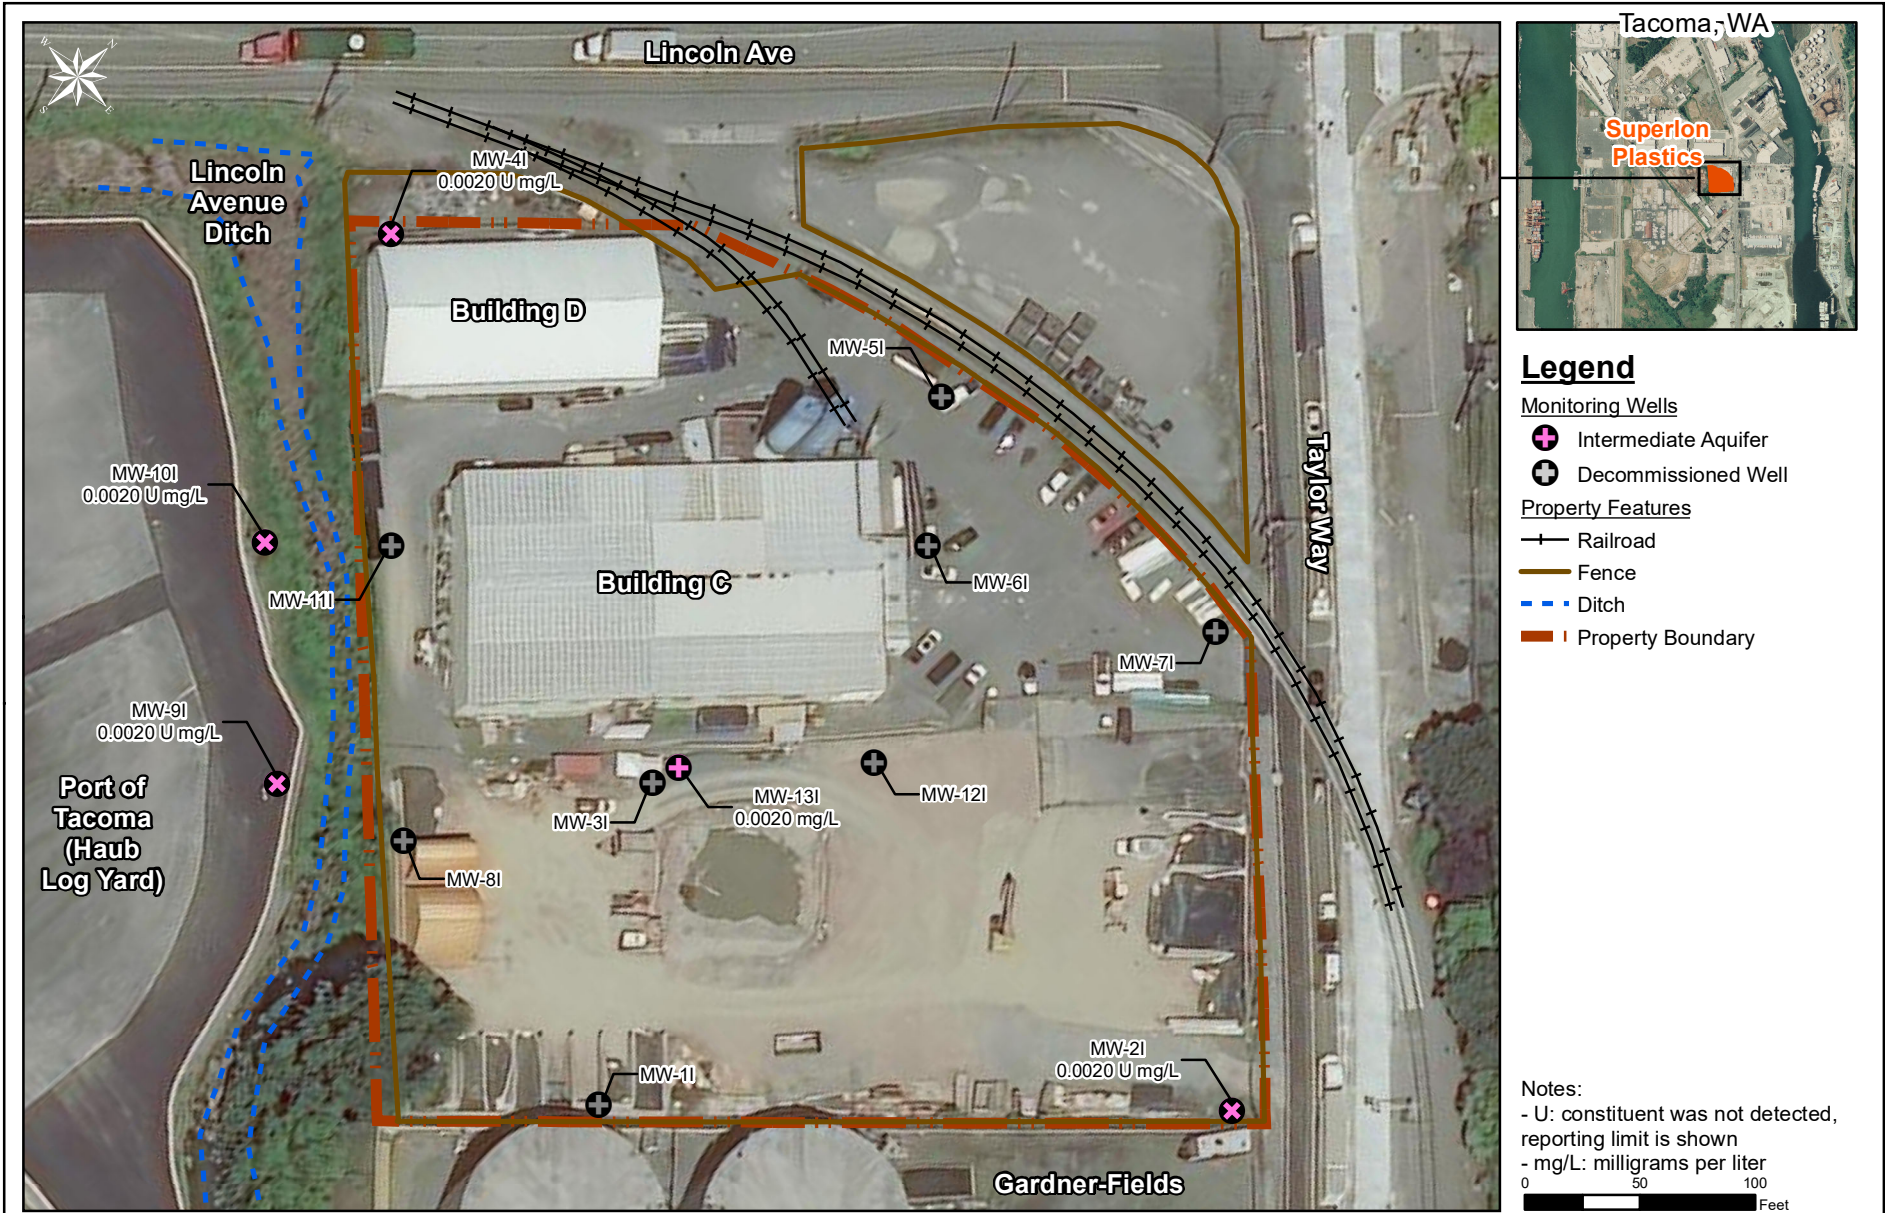 Lincoln Ave
N
W
S
E
MW-4I
0.0020 U mg/L
Lincoln
Avenue
Ditch
Building D
MW-5I
Taylor Way
MW-10I
0.0020 U mg/L
MW-11I
Building C
MW-6I
MW-7I
MW-9I
0.0020 U mg/L
Port of
Tacoma
(Haub
Log Yard)
MW-3I
MW-13I
0.0020 mg/L
MW-12I
MW-8I
MW-1I
MW-2I
0.0020 U mg/L
Gardner-Fields
Tacoma, WA
Superlon
Plastics
Legend
Monitoring Wells
Intermediate Aquifer
Decommissioned Well
Property Features
Railroad
Fence
Ditch
Property Boundary
Notes:
- U: constituent was not detected,
reporting limit is shown
- mg/L: milligrams per liter
0 50 100
Feet